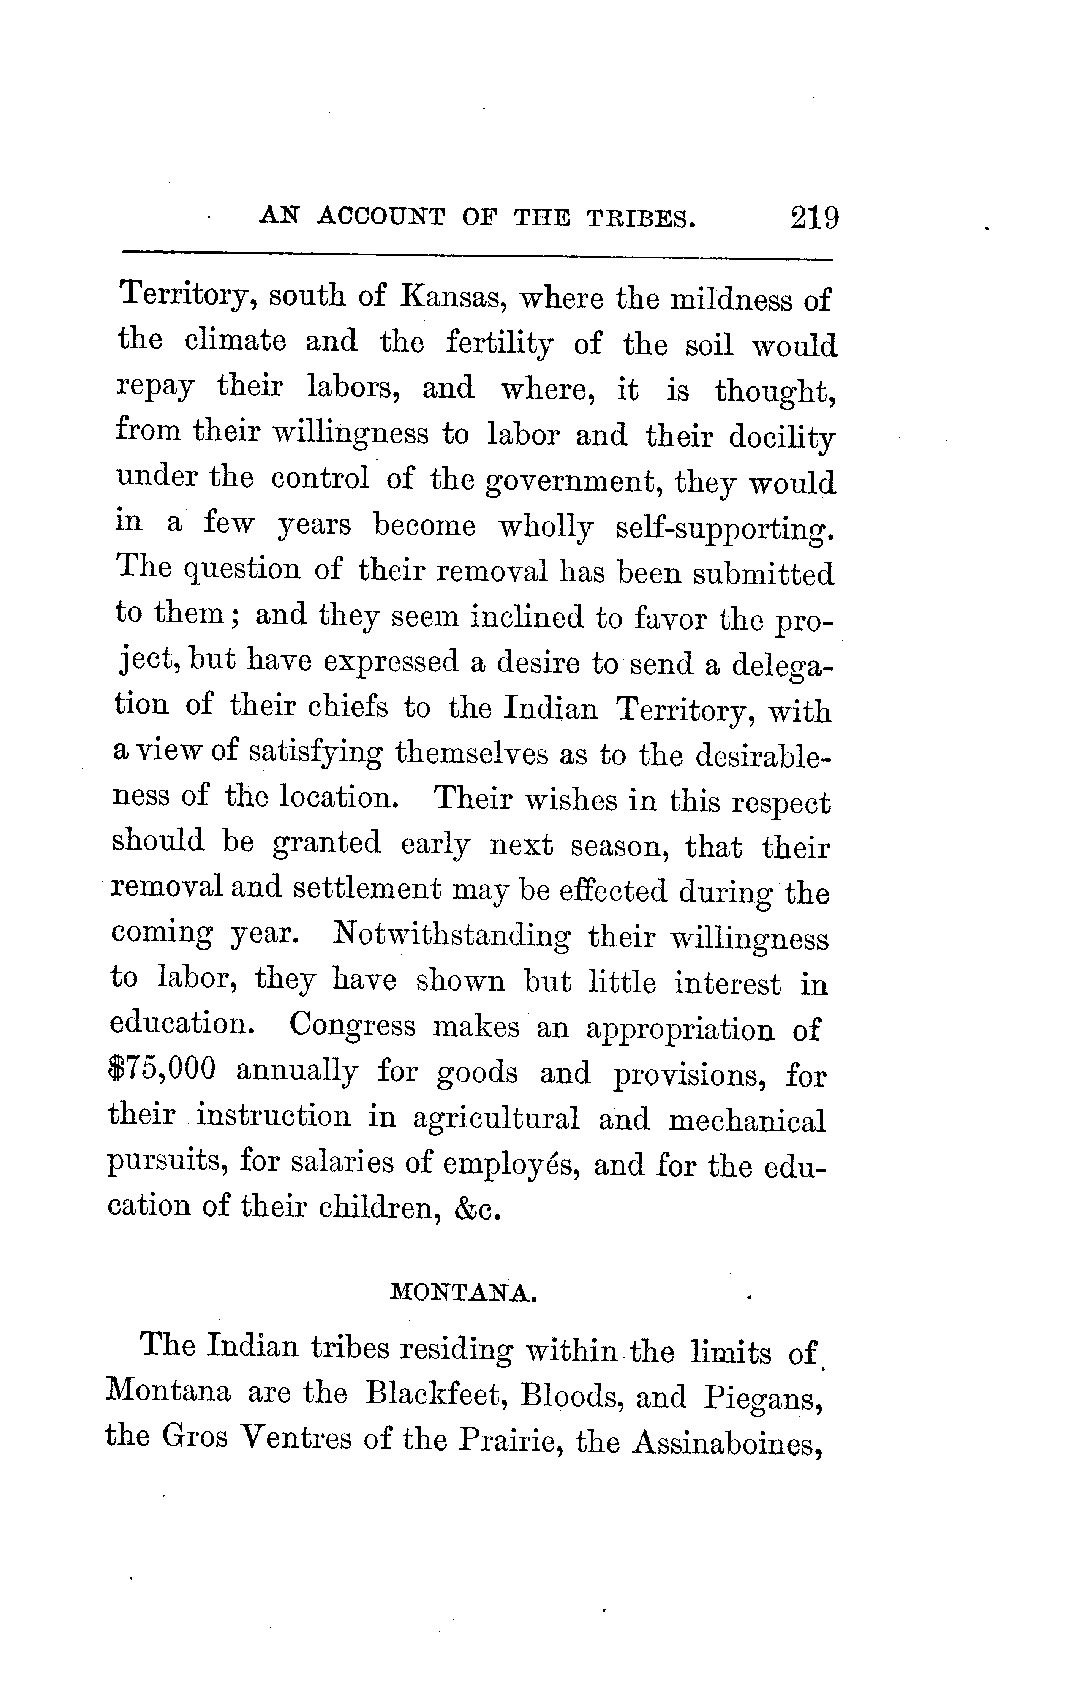 AN ACCOUNT OF THE TRIBES. 219
Territory, south of Kansas, where the mildness of
the climate and the fertility of the soil would
repay their labors, and where, it is thought,
from their willingness to labor and their docility
under the control of the government, they would
in a few years become wholly self-supporting.
The question of their removal has been submitted
to them; and they seem inclined to favor the pro-
ject, but have expressed a desire to send a delega-
tion of their chiefs to the Indian Territory, with
a view of satisfying themselves as to the desirable-
ness of the location. Their wishes in this respect
should be granted early next season, that their
removal and settlement may be effected during the
coming year. Notwithstanding their willingness
to labor, they have shown but little interest in
education. Congress makes an appropriation of
$75,000 annually for goods and provisions, for
their instruction in agricultural and mechanical
pursuits, for salaries of employés, and for the edu-
cation of their children, &c.
MONTANA.
The Indian tribes residing within the limits of
Montana are the Blackfeet, Bloods, and Piegans,
the Gros Ventres of the Prairie, the Assinaboines,